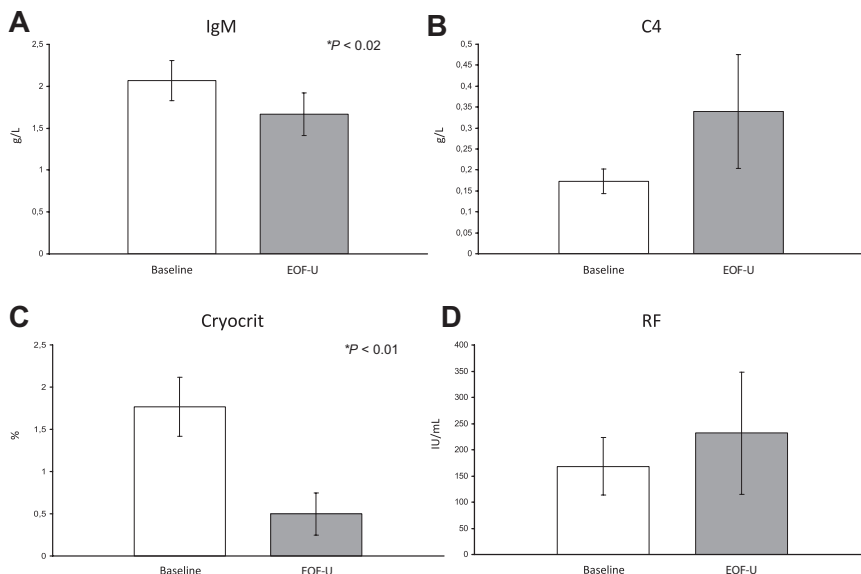 A
IgM
*P < 0.02
2,5
2
1,5
1
0,5
0
g/L
Baseline
EOF-U
B
C4
0,5
0,45
0,4
0,35
0,3
0,25
0,2
0,15
0,1
0,05
0
g/L
Baseline
EOF-U
C
Cryocrit
*P < 0.01
2,5
2
1,5
1
0,5
0
%
Baseline
EOF-U
D
RF
400
350
300
250
200
150
100
50
0
IU/mL
Baseline
EOF-U